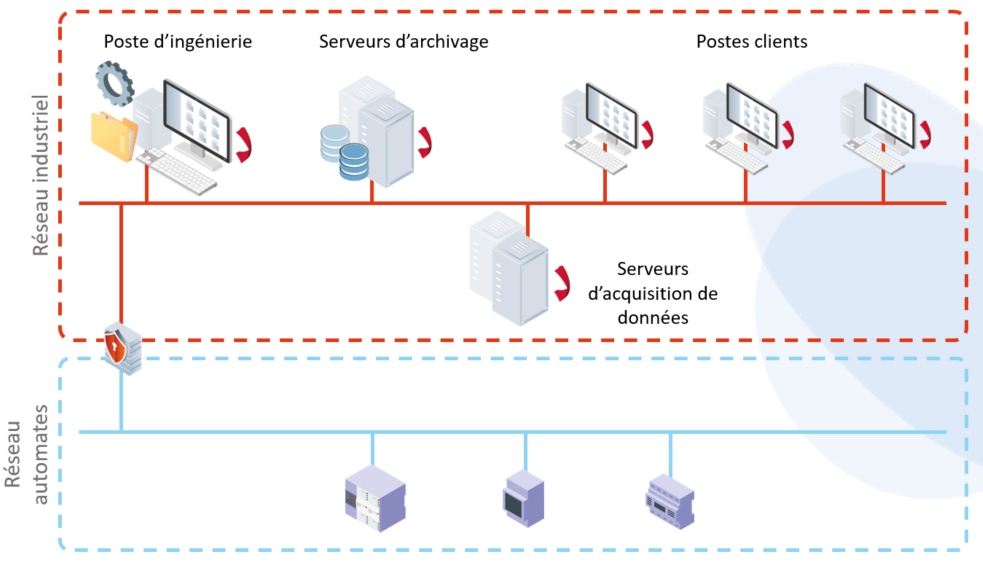 Poste d’ingénierie
Serveurs d’archivage
Postes clients
Réseau industriel
Serveurs
d’acquisition de
données
Réseau
automates